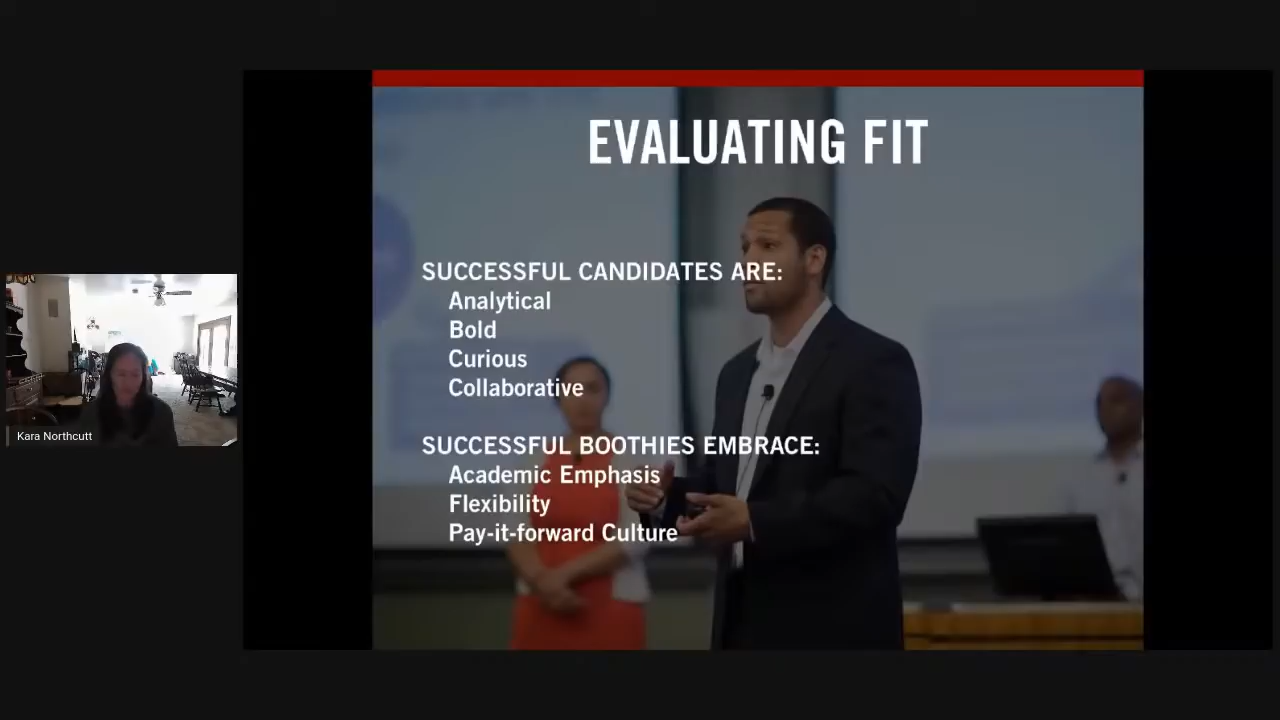 EVALUATING FIT
SUCCESSFUL CANDIDATES ARE:
Analytical
Bold
Curious
Collaborative
SUCCESSFUL BOOTHIES EMBRACE:
Academic Emphasis
Flexibility
Pay-it-forward Culture
Kara Northcutt